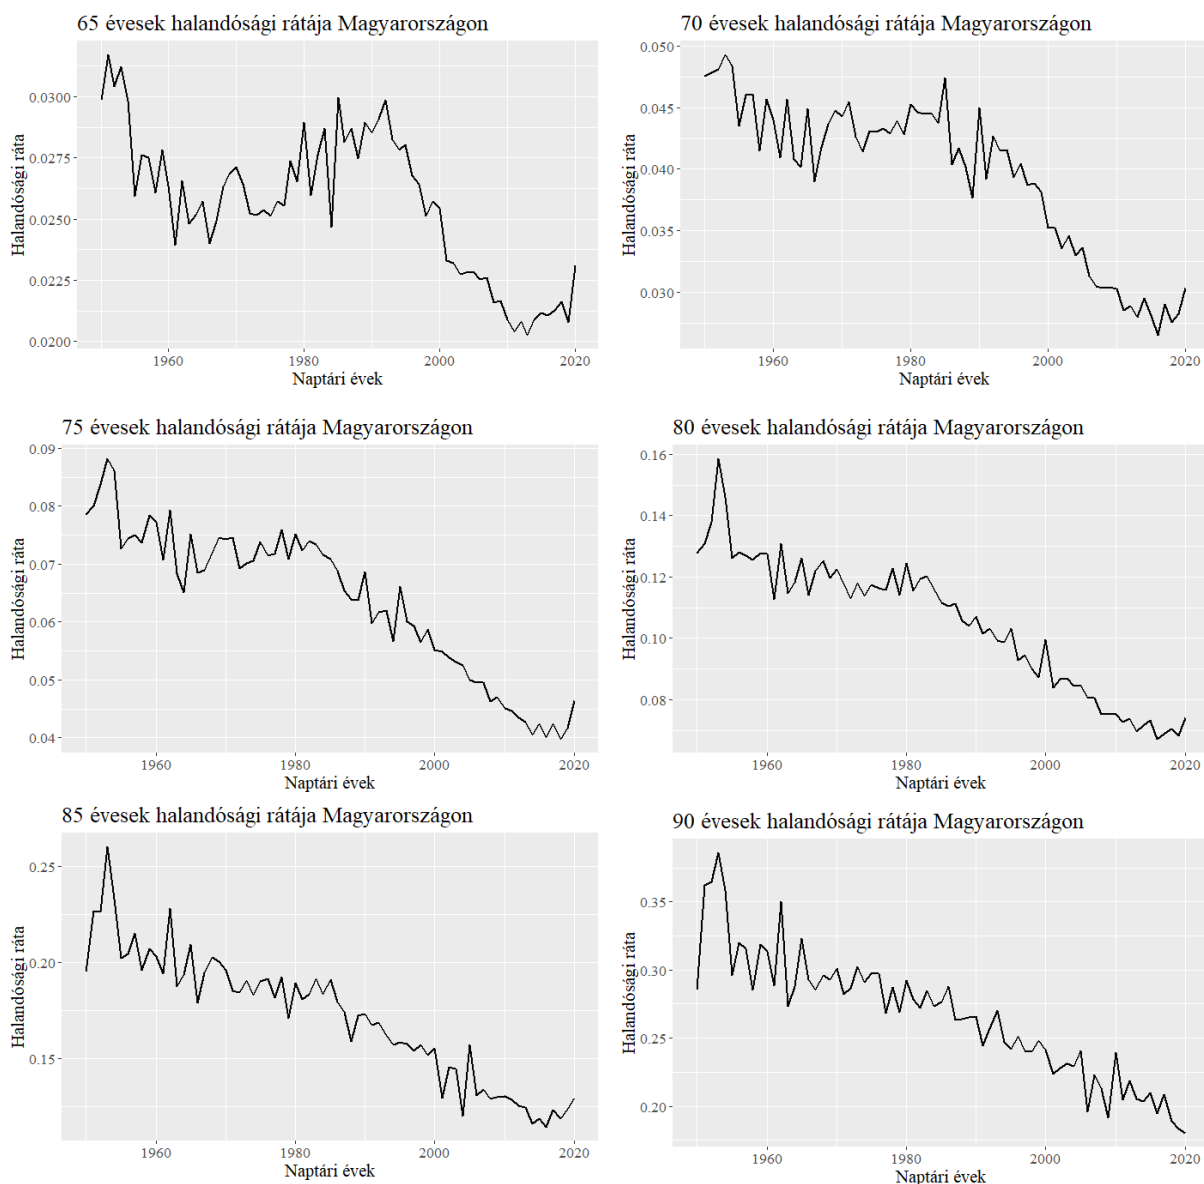 65 évesek halandósági rátája Magyarországon
Halandósági ráta
0.0300
0.0275
0.0250
0.0225
0.0200
1960
1980
2000
2020
Naptári évek
70 évesek halandósági rátája Magyarországon
Halandósági ráta
0.050
0.045
0.040
0.035
0.030
1960
1980
2000
2020
Naptári évek
75 évesek halandósági rátája Magyarországon
Halandósági ráta
0.09
0.08
0.07
0.06
0.05
0.04
1960
1980
2000
2020
Naptári évek
80 évesek halandósági rátája Magyarországon
Halandósági ráta
0.16
0.14
0.12
0.10
0.08
1960
1980
2000
2020
Naptári évek
85 évesek halandósági rátája Magyarországon
Halandósági ráta
0.25
0.20
0.15
1960
1980
2000
2020
Naptári évek
90 évesek halandósági rátája Magyarországon
Halandósági ráta
0.35
0.30
0.25
0.20
1960
1980
2000
2020
Naptári évek